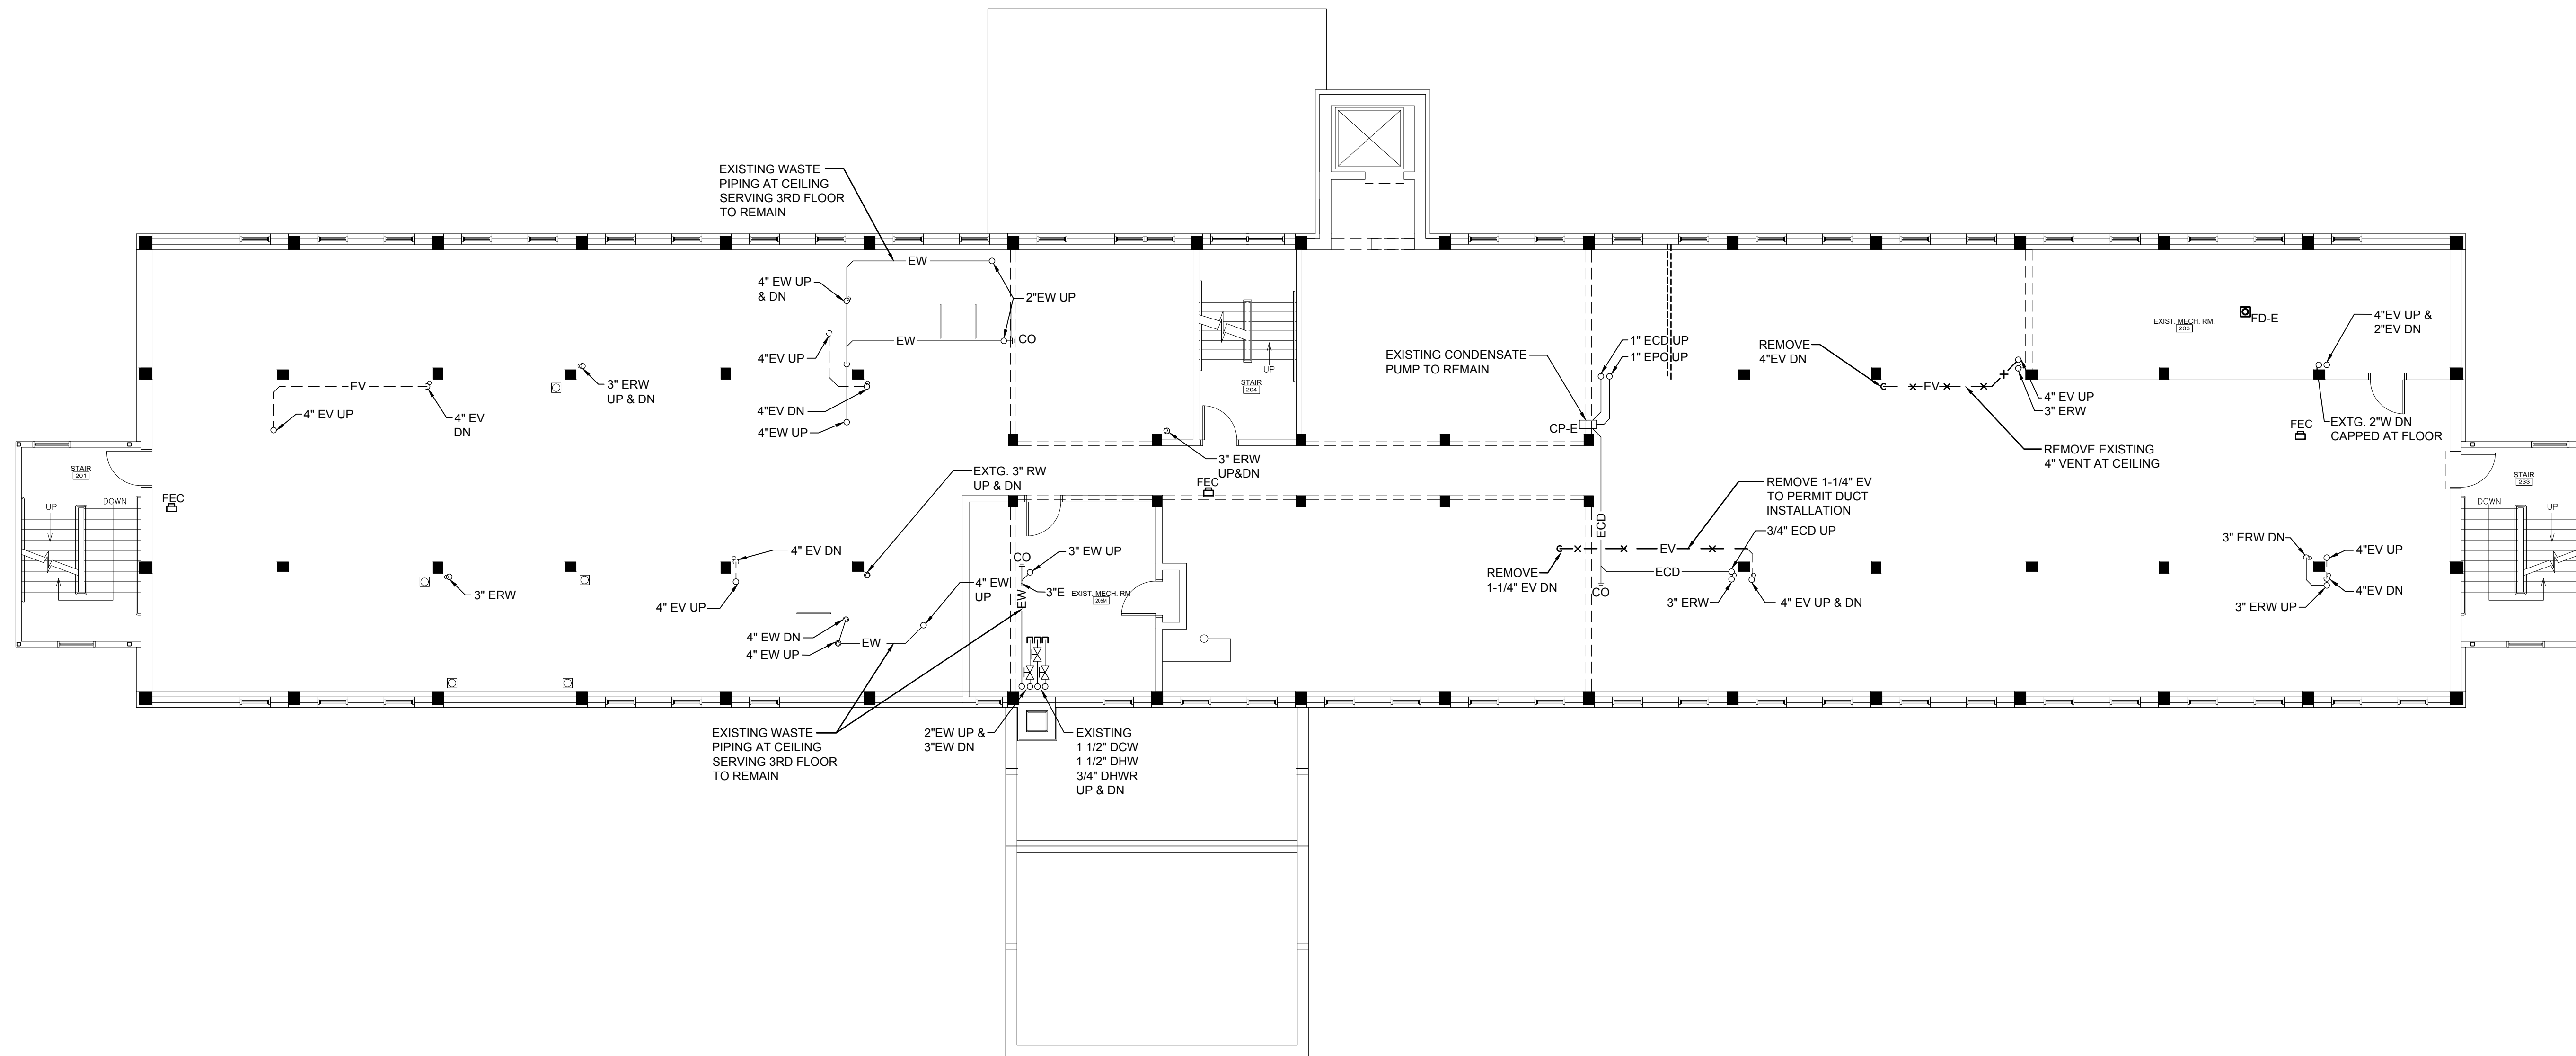 EXISTING WASTE
PIPING AT CEILING
SERVING 3RD FLOOR
TO REMAIN
EW
4" EW UP
& DN
2"EW UP
EW
CO
4"EV UP
4"EV DN
4"EW UP
3" ERW
UP & DN
EV
4" EV UP
4" EV
DN
STAIR
201
UP
DOWN
FEC
EXTG. 3" RW
UP & DN
3" ERW
UP&DN
FEC
STAIR
204
UP
EXISTING CONDENSATE
PUMP TO REMAIN
1" ECD UP
1" EPC UP
CP-E
REMOVE
4"EV DN
EV
4" EV UP
3" ERW
REMOVE EXISTING
4" VENT AT CEILING
EXIST. MECH. RM.
203
FD-E
4"EV UP &
2"EV DN
EXTG. 2"W DN
CAPPED AT FLOOR
FEC
STAIR
233
DOWN
UP
REMOVE 1-1/4" EV
TO PERMIT DUCT
INSTALLATION
ECD
EV
3/4" ECD UP
ECD
REMOVE
1-1/4" EV DN
CO
3" ERW
4" EV UP & DN
3" ERW DN
4"EV UP
4"EV DN
3" ERW UP
3" ERW
4" EV DN
4" EV UP
4" EW
UP
4" EW DN
4" EW UP
EW
CO
3" EW UP
3"E
EW
EXIST. MECH. RM
205M
EXISTING WASTE
PIPING AT CEILING
SERVING 3RD FLOOR
TO REMAIN
2"EW UP &
3"EW DN
EXISTING
1 1/2" DCW
1 1/2" DHW
3/4" DHWR
UP & DN